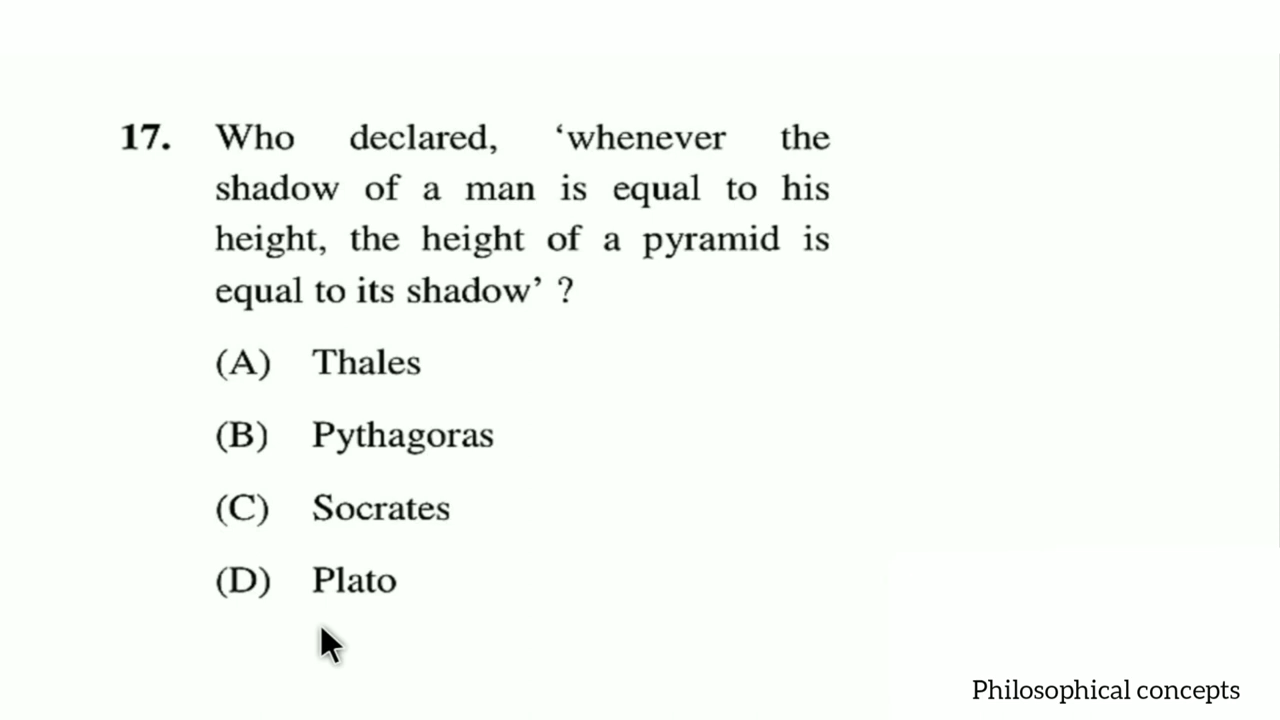 17. Who declared, ‘whenever the
shadow of a man is equal to his
height, the height of a pyramid is
equal to its shadow’ ?
(A) Thales
(B) Pythagoras
(C) Socrates
(D) Plato
Philosophical concepts